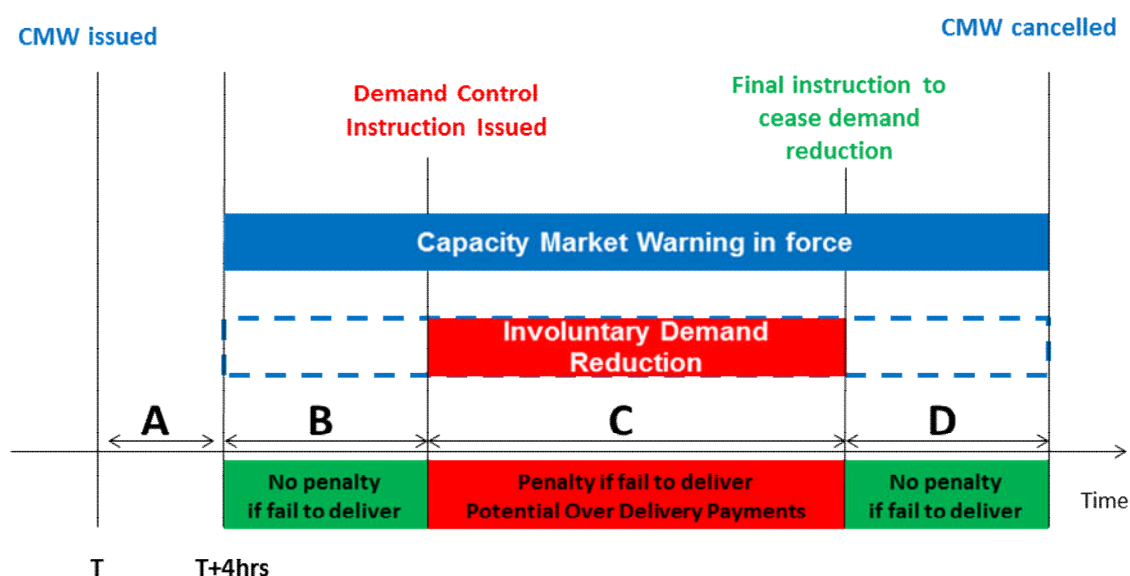 CMW issued
CMW cancelled
Demand Control
Instruction Issued
Final instruction to
cease demand
reduction
Capacity Market Warning in force
Involuntary Demand
Reduction
A
B
C
D
No penalty
if fail to deliver
Penalty if fail to deliver
Potential Over Delivery Payments
No penalty
if fail to deliver
Time
T
T+4hrs